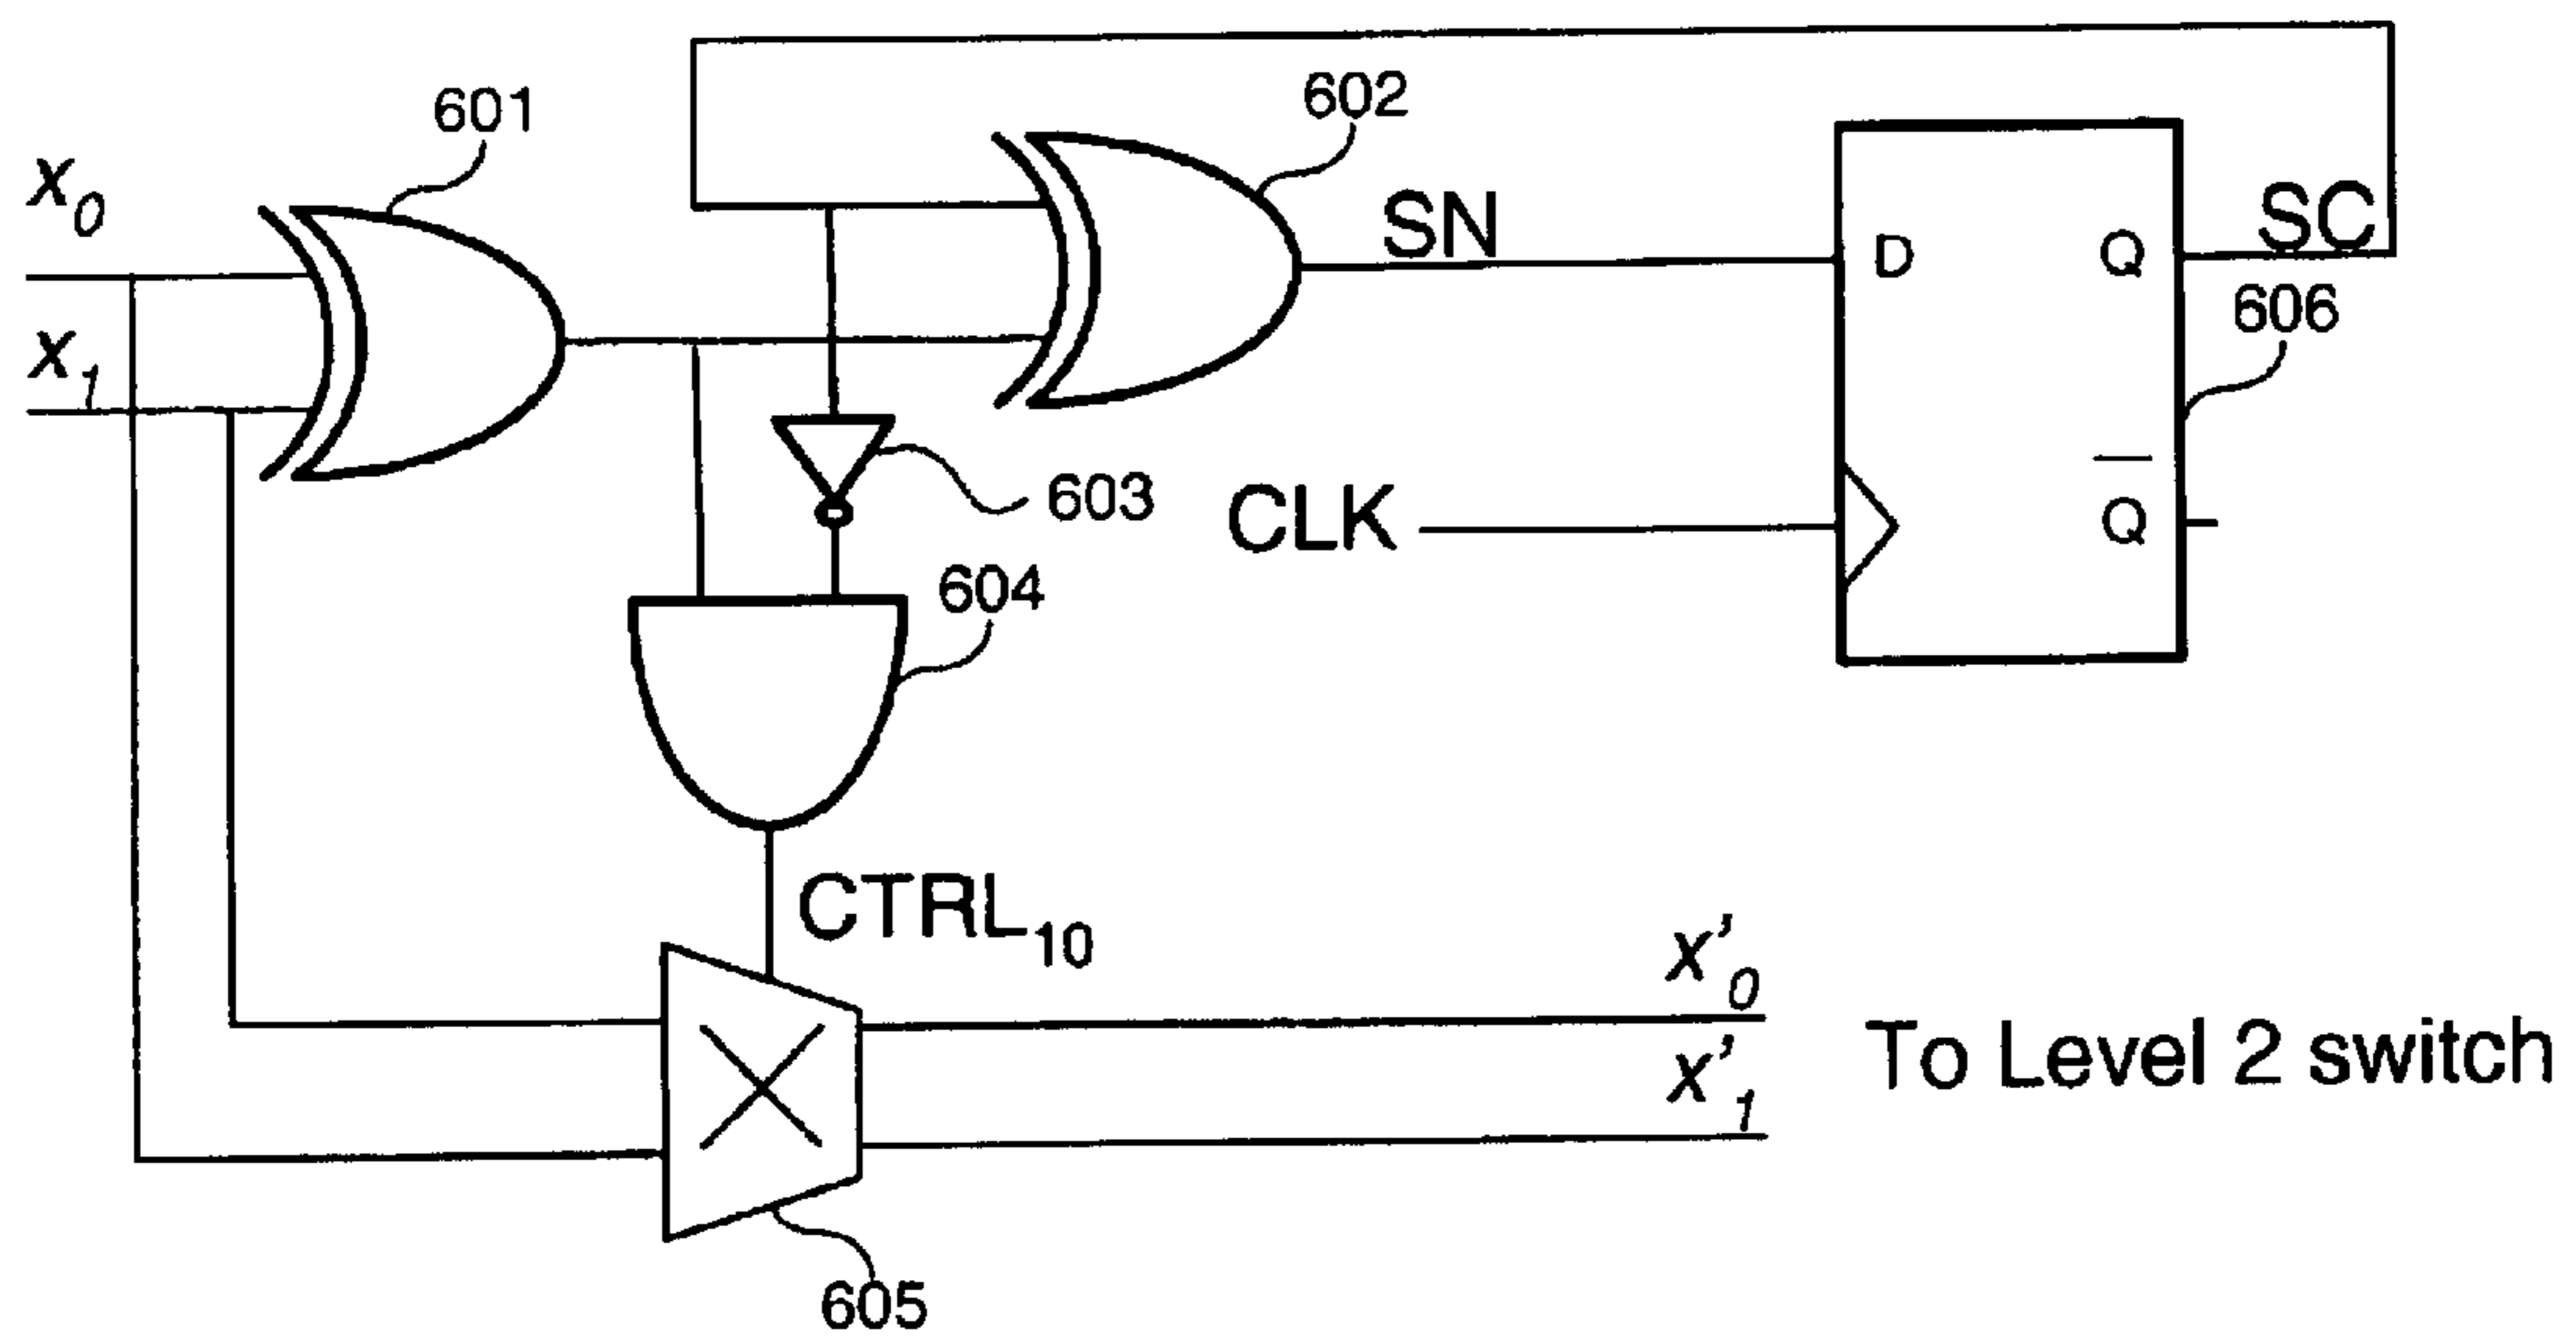 601
602
x0
x1
SN
D
Q
SC
606
603
CLK
Q
604
CTRL10
x'0
x'1
To Level 2 switch
605